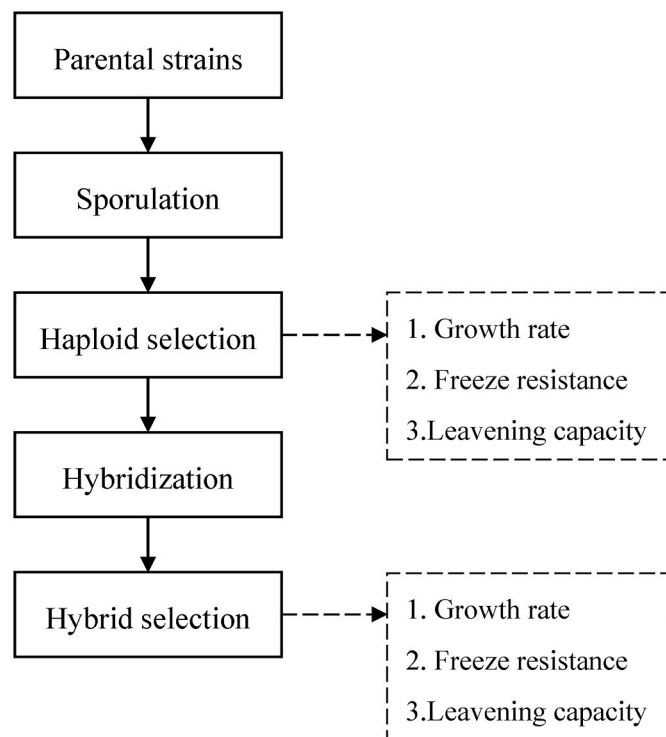 Parental strains
Sporulation
Haploid selection
1. Growth rate
2. Freeze resistance
3.Leavening capacity
Hybridization
Hybrid selection
1. Growth rate
2. Freeze resistance
3.Leavening capacity